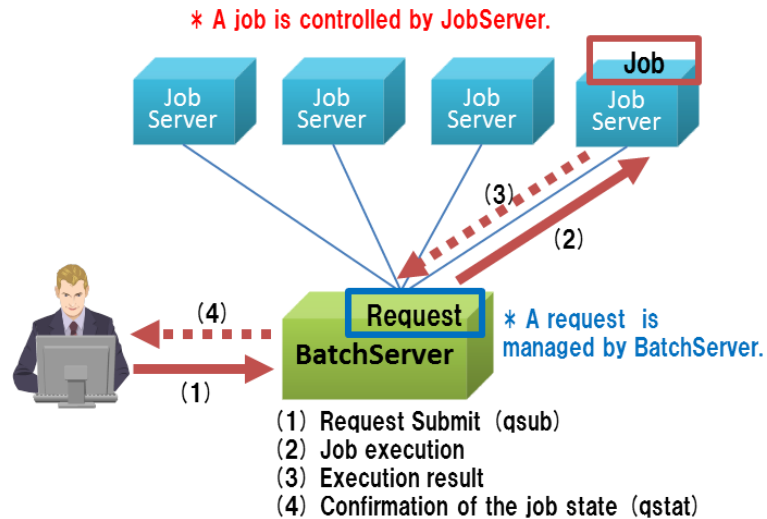 * A job is controlled by JobServer.
Job
Job
Server
Job
Server
Job
Server
Job
Server
(3)
(2)
(4)
(1)
Request
BatchServer
* A request is
managed by BatchServer.
(1) Request Submit (qsub)
(2) Job execution
(3) Execution result
(4) Confirmation of the job state (qstat)